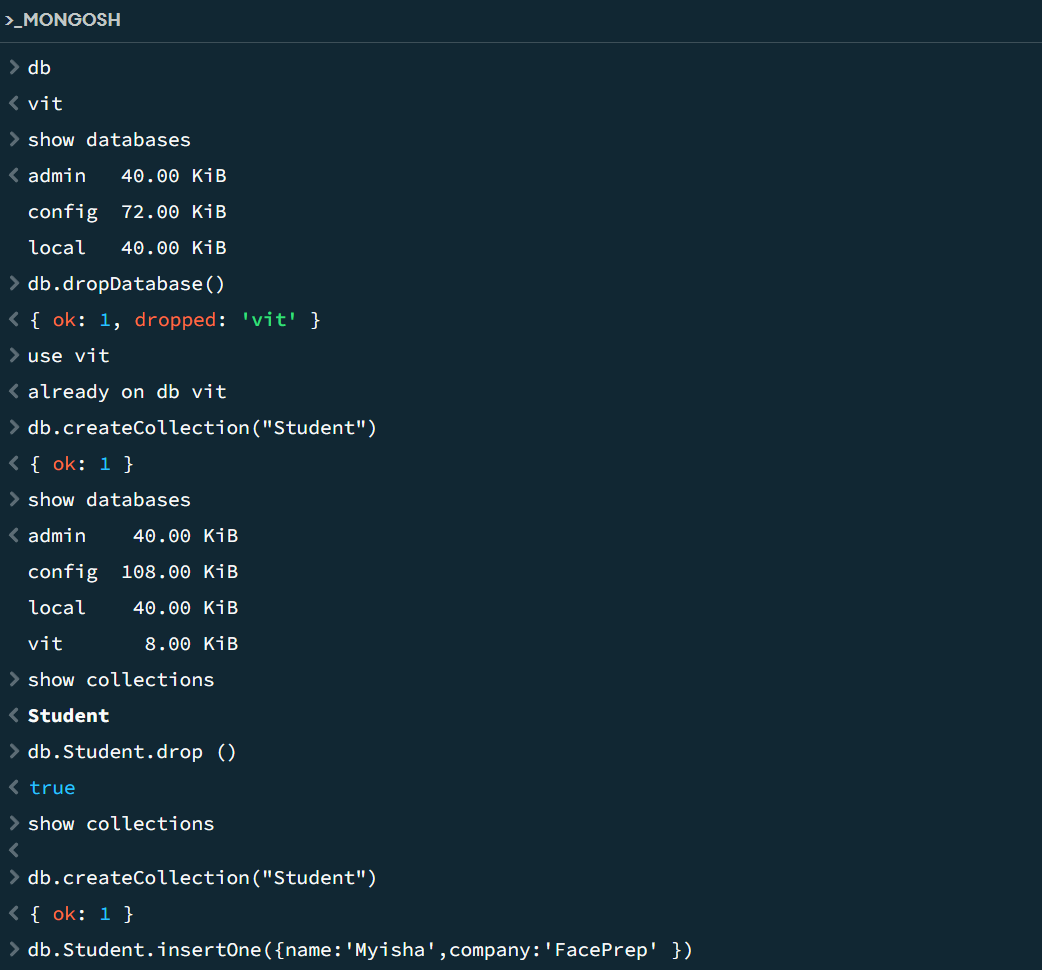 >_MONGOSH
> db
< vit
> show databases
< admin   40.00 KiB
  config  72.00 KiB
  local   40.00 KiB
> db.dropDatabase()
< { ok: 1, dropped: 'vit' }
> use vit
< already on db vit
> db.createCollection("Student")
< { ok: 1 }
> show databases
< admin    40.00 KiB
  config  108.00 KiB
  local    40.00 KiB
  vit       8.00 KiB
> show collections
< Student
> db.Student.drop ()
< true
> show collections
<
> db.createCollection("Student")
< { ok: 1 }
> db.Student.insertOne({name:'Myisha',company:'FacePrep' })